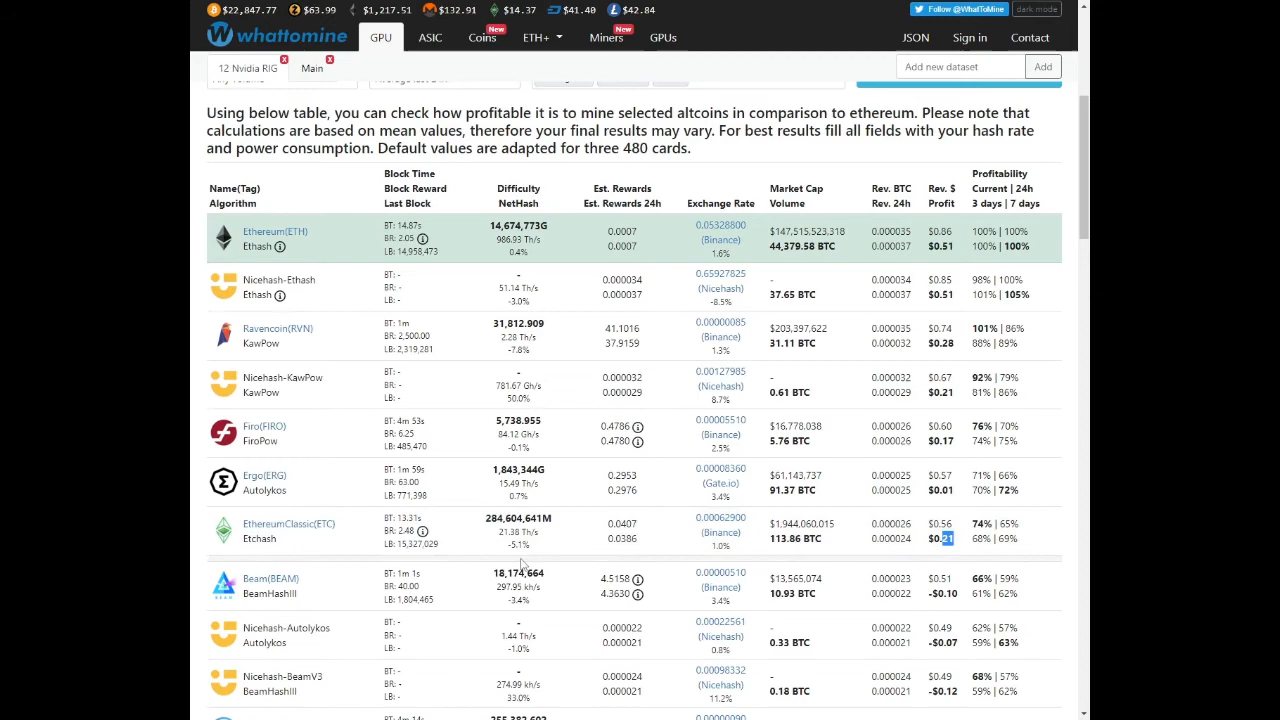 $22,847.77 $63.99 $1,217.51 $132.91 $14.37 $41.40 $42.84 Follow @WhatToMine dark mode
whattomine GPU ASIC Coins New ETH+ Miners New GPUs JSON Sign in Contact
12 Nvidia RIG x Main x Add new dataset Add
Using below table, you can check how profitable it is to mine selected altcoins in comparison to ethereum. Please note that
calculations are based on mean values, therefore your final results may vary. For best results fill all fields with your hash rate
and power consumption. Default values are adapted for three 480 cards.
Block Time Profitability
Name(Tag) Block Reward Difficulty Est. Rewards Market Cap Rev. BTC Rev. $ Current | 24h
Algorithm Last Block NetHash Est. Rewards 24h Exchange Rate Volume Rev. 24h Profit 3 days | 7 days
Ethereum(ETH) BT: 14.87s 14,674,773G 0.0007 0.05328800 $147,515,523,318 0.000035 $0.86 100% | 100%
Ethash BR: 2.05 986.93 Th/s 0.0007 (Binance) 44,379.58 BTC 0.000037 $0.51 100% | 100%
LB: 14,958,473 0.4% 1.6%
Nicehash-Ethash BT: - - 0.000034 0.65927825 - 0.000034 $0.85 98% | 100%
Ethash BR: - 51.14 Th/s 0.000037 (Nicehash) 37.65 BTC 0.000037 $0.51 101% | 105%
LB: - -3.0% -8.5%
Ravencoin(RVN) BT: 1m 31,812.909 41.1016 0.00000085 $203,397,622 0.000035 $0.74 101% | 86%
KawPow BR: 2,500.00 2.28 Th/s 37.9159 (Binance) 31.11 BTC 0.000032 $0.28 88% | 89%
LB: 2,319,281 -7.8% 1.3%
Nicehash-KawPow BT: - - 0.000032 0.00127985 - 0.000032 $0.67 92% | 79%
KawPow BR: - 781.67 Gh/s 0.000029 (Nicehash) 0.61 BTC 0.000029 $0.21 81% | 86%
LB: - 50.0% 8.7%
Firo(FIRO) BT: 4m 53s 5,738.955 0.4786 0.00005510 $16,778,038 0.000026 $0.60 76% | 70%
FiroPow BR: 6.25 84.12 Gh/s 0.4780 (Binance) 5.76 BTC 0.000026 $0.17 74% | 75%
LB: 485,470 -0.1% 2.5%
Ergo(ERG) BT: 1m 59s 1,843,344G 0.2953 0.00008360 $61,143,737 0.000025 $0.57 71% | 66%
Autolykos BR: 63.00 15.49 Th/s 0.2976 (Gate.io) 91.37 BTC 0.000025 $0.01 70% | 72%
LB: 771,398 0.7% 3.4%
EthereumClassic(ETC) BT: 13.31s 284,604,641M 0.0407 0.00062900 $1,944,060,015 0.000026 $0.56 74% | 65%
Etchash BR: 2.48 21.38 Th/s 0.0386 (Binance) 113.86 BTC 0.000024 $0.21 68% | 69%
LB: 15,327,029 -5.1% 1.0%
Beam(BEAM) BT: 1m 1s 18,174,664 4.5158 0.00000510 $13,565,074 0.000023 $0.51 66% | 59%
BeamHashIII BR: 40.00 297.95 kh/s 4.3630 (Binance) 10.93 BTC 0.000022 -$0.10 61% | 62%
LB: 1,804,465 -3.4% 3.4%
Nicehash-Autolykos BT: - - 0.000022 0.00022561 - 0.000022 $0.49 62% | 57%
Autolykos BR: - 1.44 Th/s 0.000021 (Nicehash) 0.33 BTC 0.000021 -$0.07 59% | 63%
LB: - -1.0% 0.8%
Nicehash-BeamV3 BT: - - 0.000024 0.00098332 - 0.000024 $0.49 68% | 57%
BeamHashIII BR: - 274.99 kh/s 0.000021 (Nicehash) 0.18 BTC 0.000021 -$0.12 59% | 62%
LB: - 33.0% 11.2%